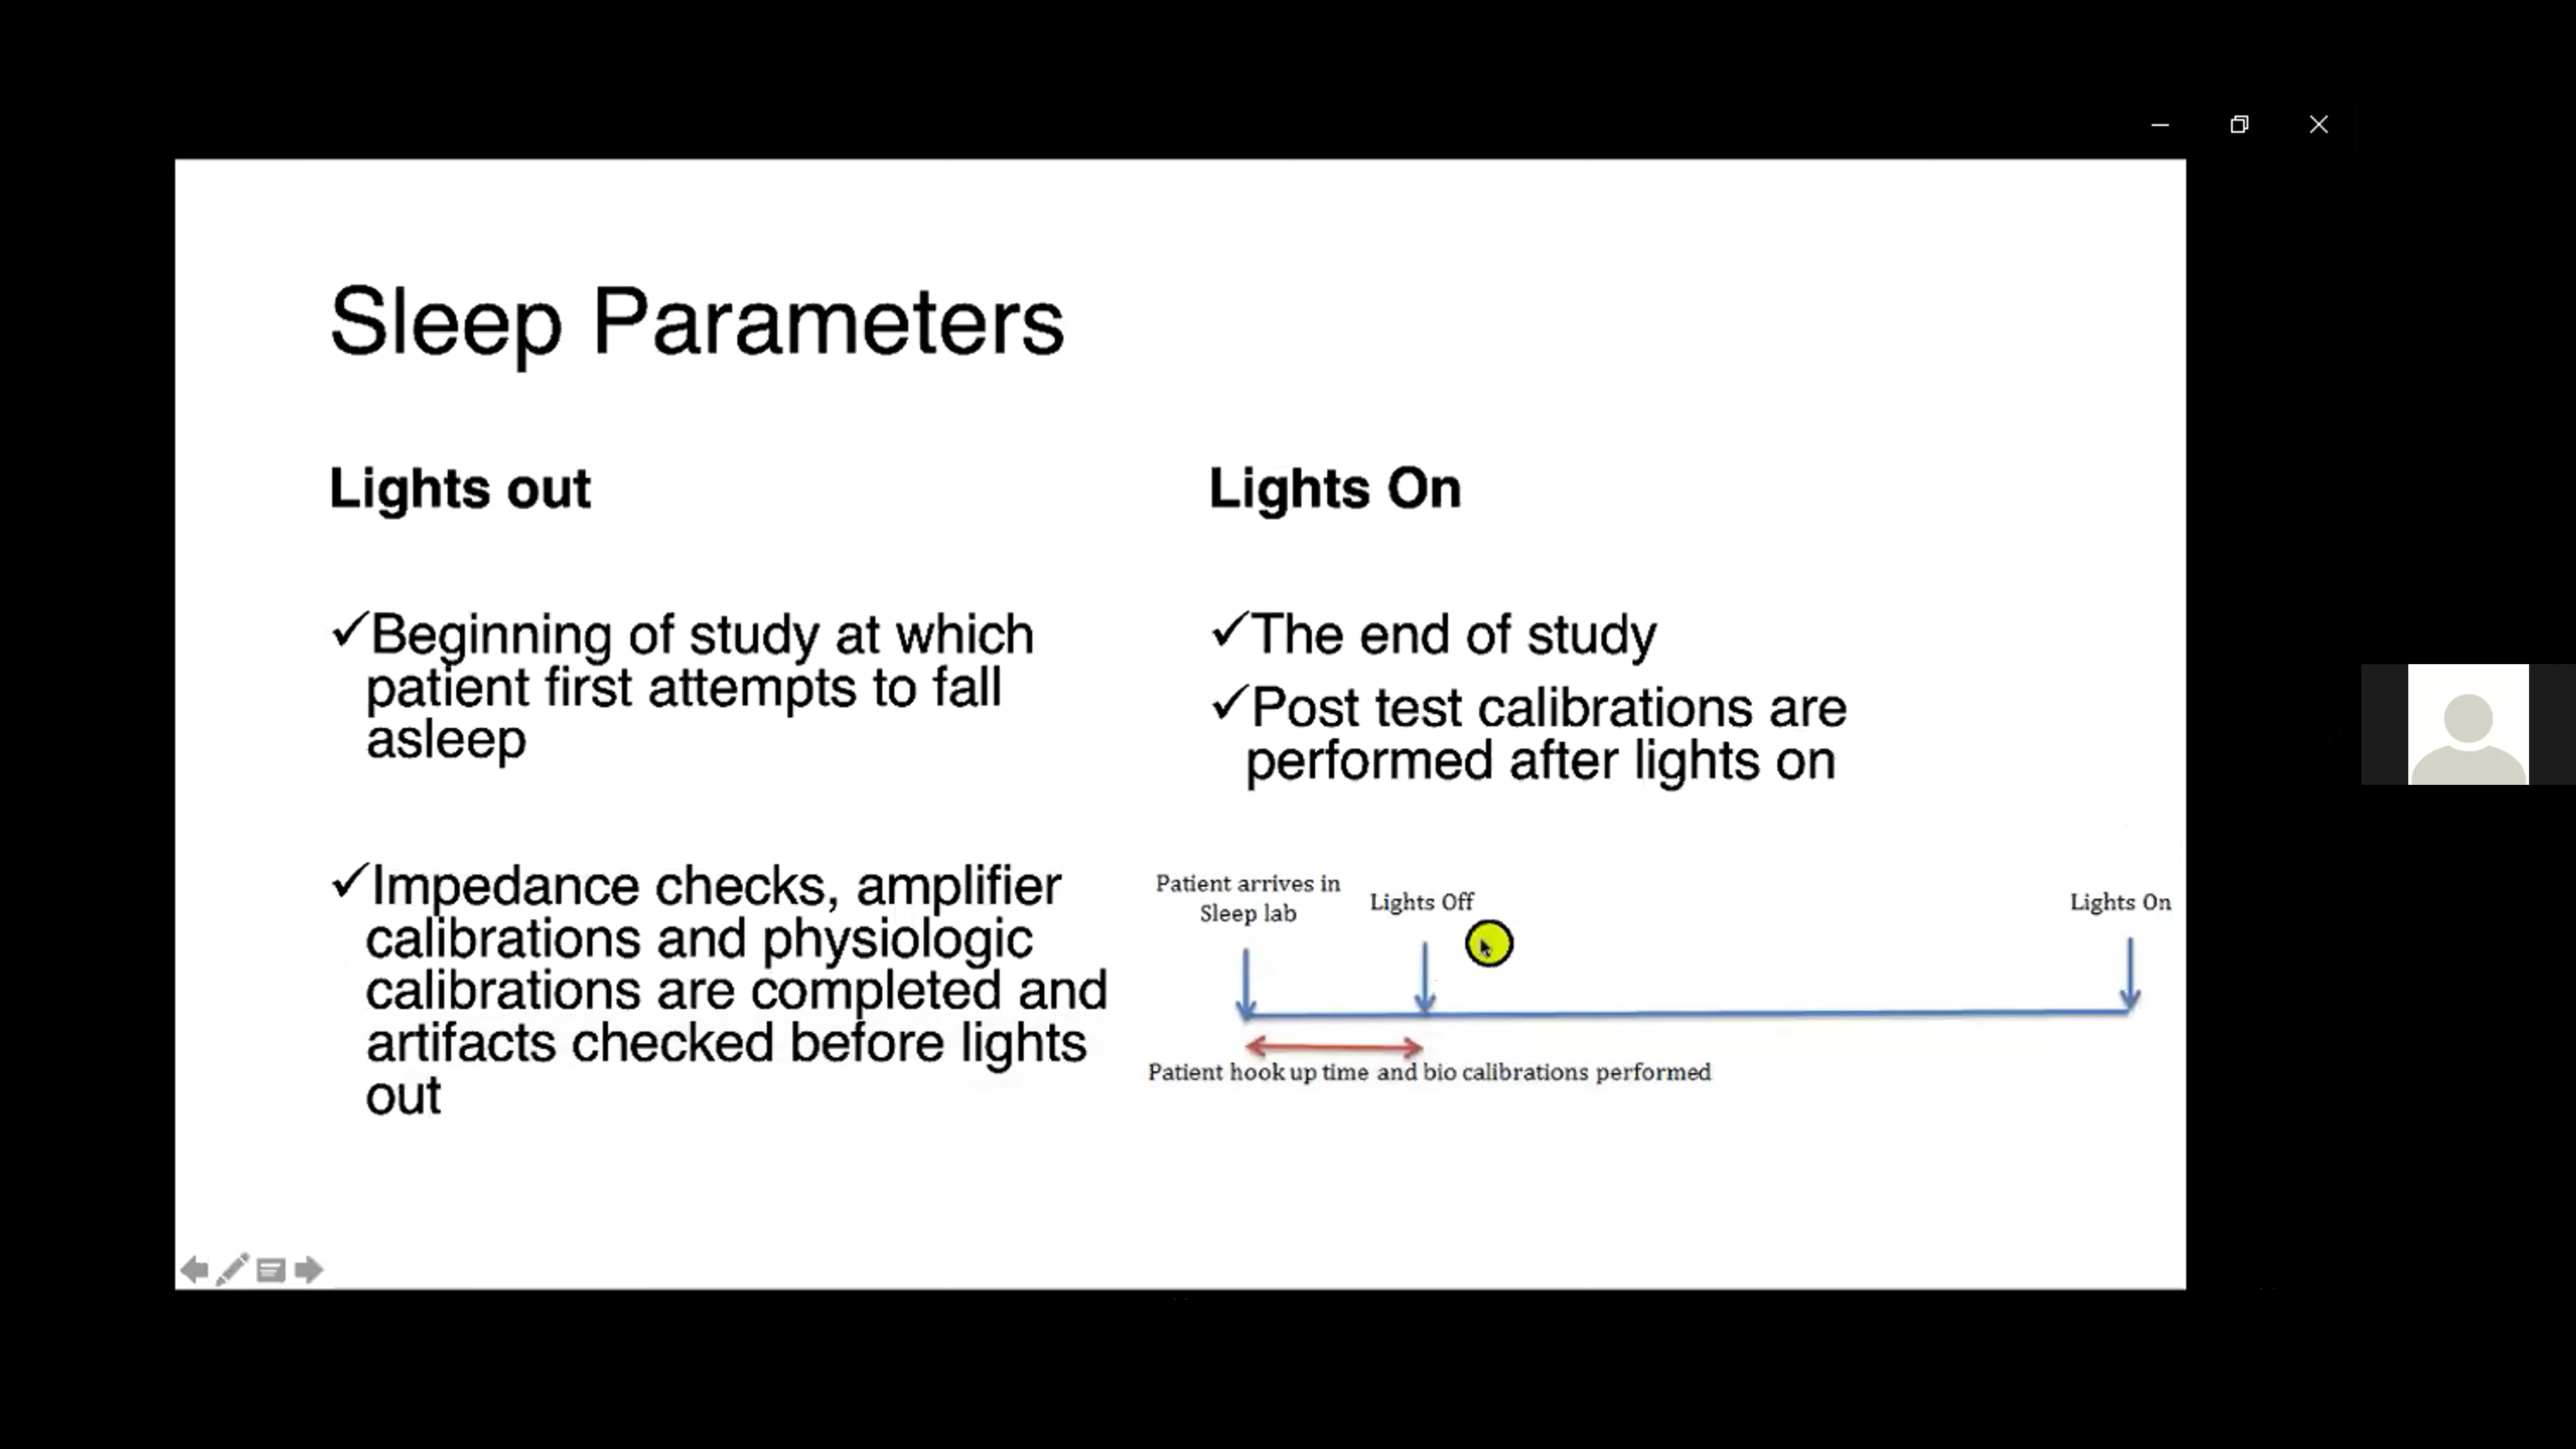 Sleep Parameters
Lights out
✓Beginning of study at which
patient first attempts to fall
asleep
✓Impedance checks, amplifier
calibrations and physiologic
calibrations are completed and
artifacts checked before lights
out
Lights On
✓The end of study
✓Post test calibrations are
performed after lights on
Patient arrives in
Sleep lab
Lights Off
Lights On
Patient hook up time and bio calibrations performed